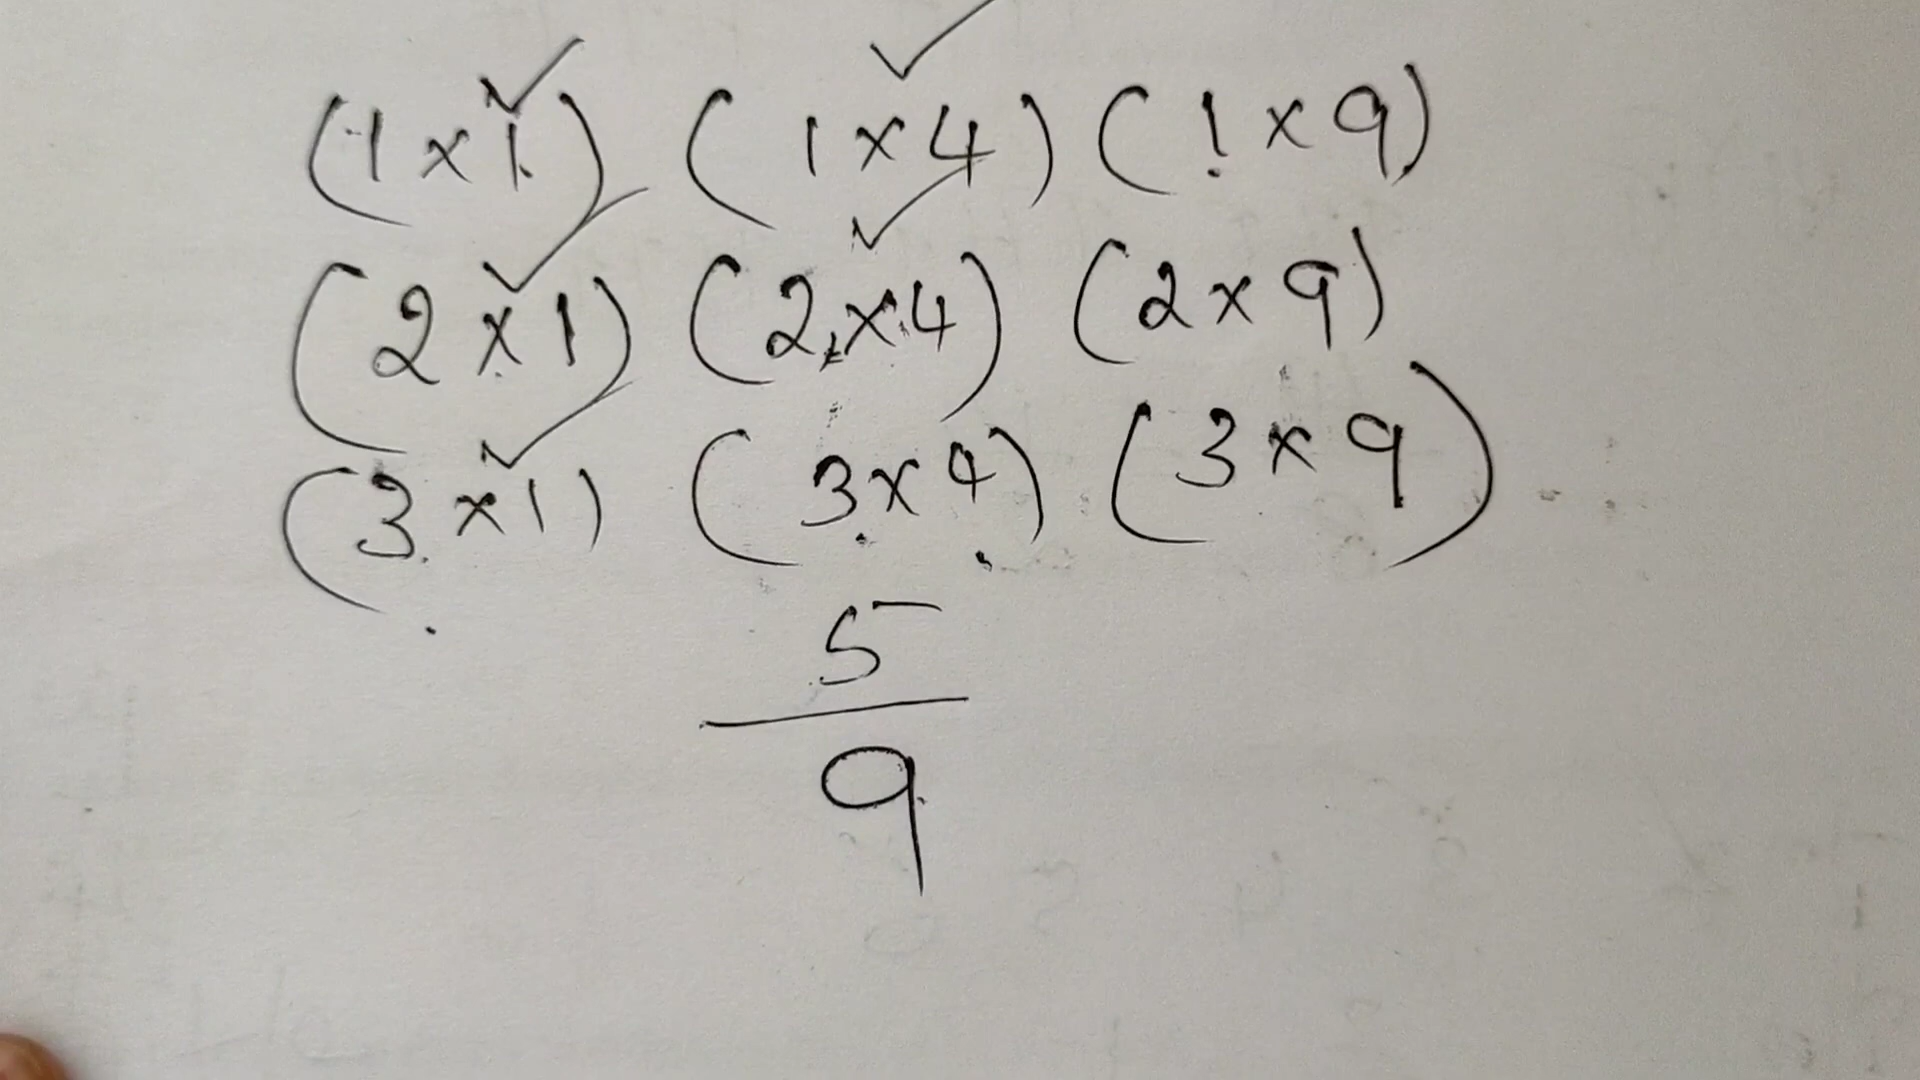 (1 x 1) (1 x 4) (1 x 9)
(2 x 1) (2 x 4) (2 x 9)
(3 x 1) (3 x 4) (3 x 9)
5
9